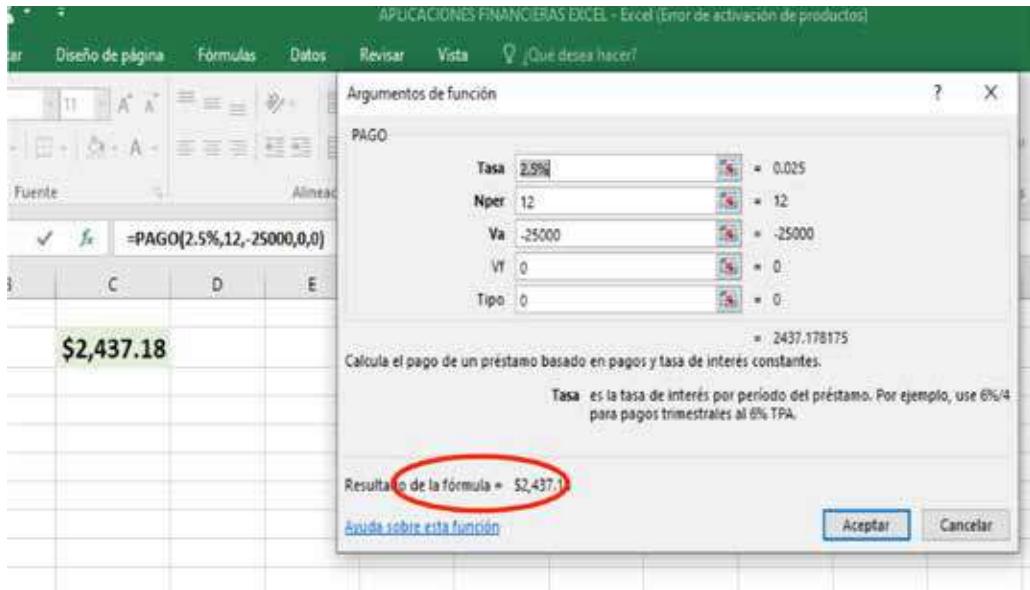 APLICACIONES FINANCIERAS EXCEL - Excel (Error de activación de productos)
Diseño de página Fórmulas Datos Revisar Vista ¿Qué desea hacer?
11 A A
A
Fuente Alineac
fx =PAGO(2.5%,12,-25000,0,0)
C D E
$2,437.18
Argumentos de función ? X
PAGO
Tasa 2.5% = 0.025
Nper 12 = 12
Va -25000 = -25000
Vf 0 = 0
Tipo 0 = 0
= 2437.178175
Calcula el pago de un préstamo basado en pagos y tasa de interés constantes.
Tasa es la tasa de interés por período del préstamo. Por ejemplo, use 6%/4
para pagos trimestrales al 6% TPA.
Resultado de la fórmula = $2,437.18
Ayuda sobre esta función
Aceptar Cancelar